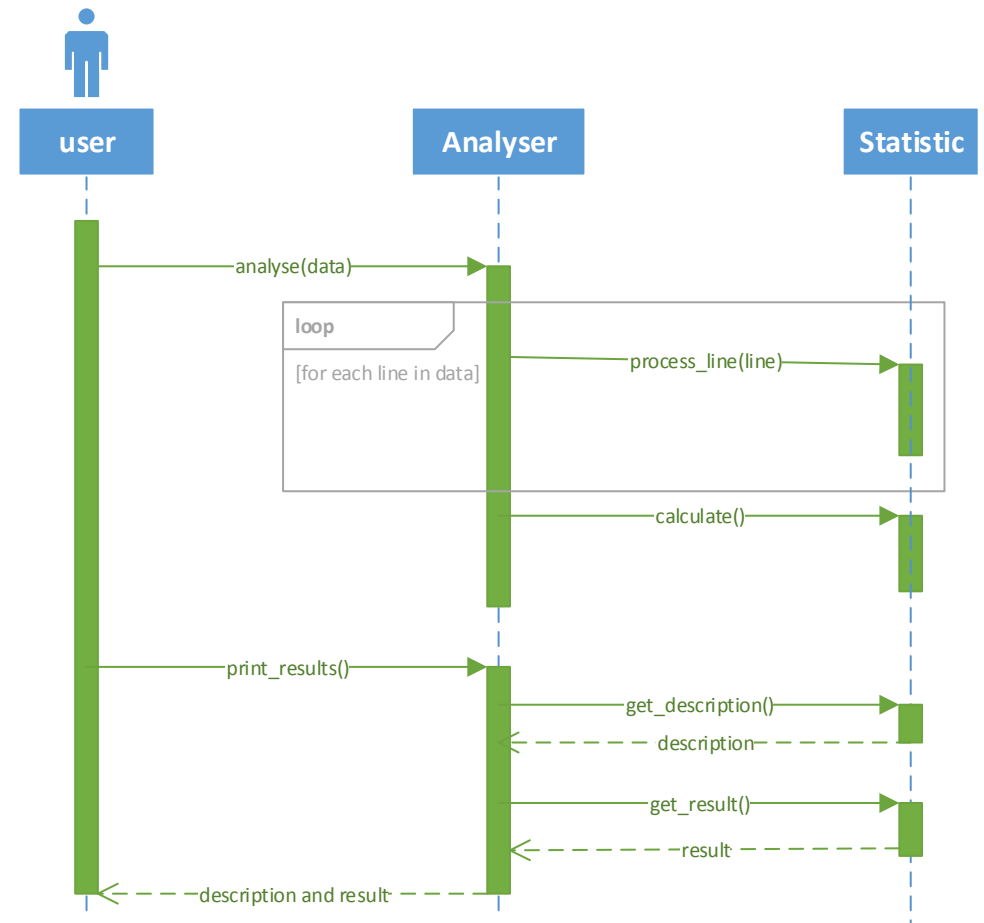 user
Analyser
Statistic
analyse(data)
loop
[for each line in data]
process_line(line)
calculate()
print_results()
get_description()
description
get_result()
result
description and result